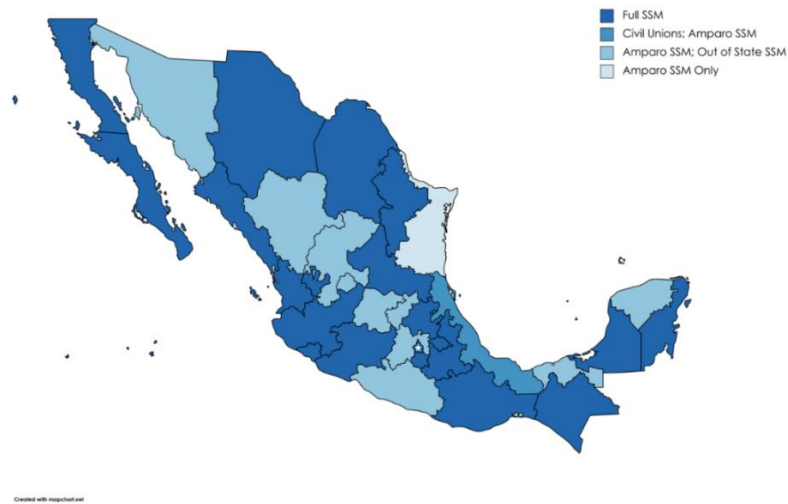 Full SSM
Civil Unions; Amparo SSM
Amparo SSM; Out of State SSM
Amparo SSM Only
Created with mapchart.net